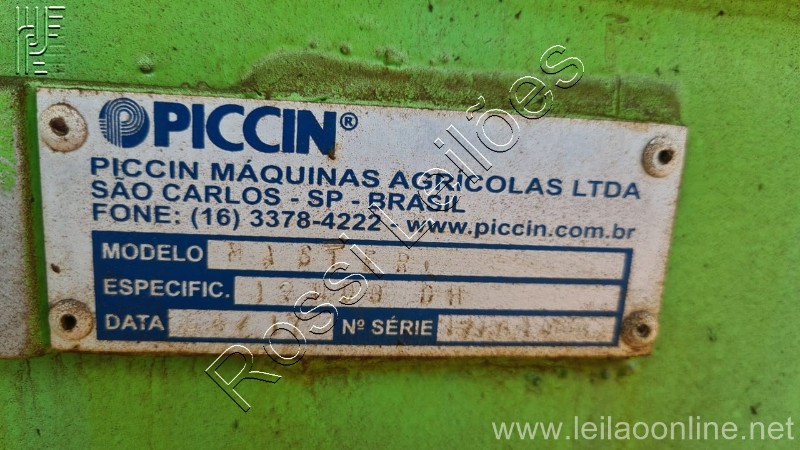 PICCIN®
PICCIN MÁQUINAS AGRÍCOLAS LTDA
SÃO CARLOS - SP - BRASIL
FONE: (16) 3378-4222 - www.piccin.com.br
MODELO
ESPECIFIC. DH
DATA Nº SÉRIE
Rossi Leilões
www.leilaoonline.net